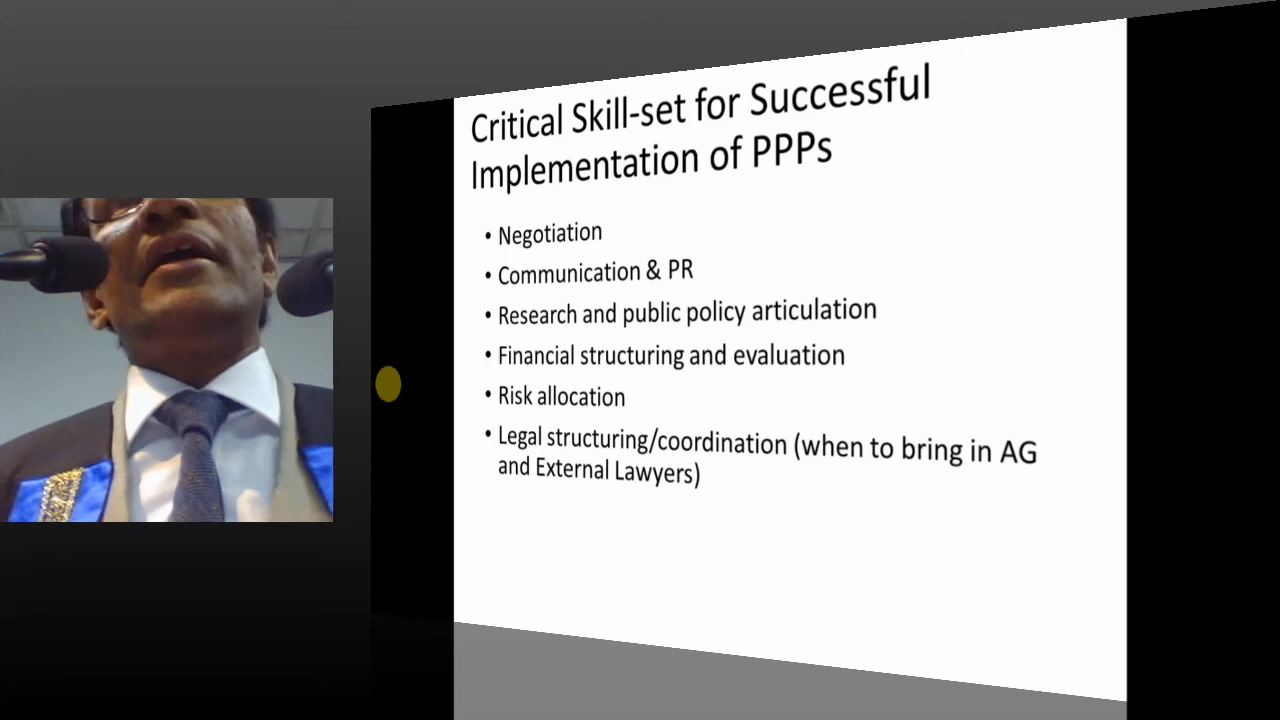 Critical Skill-set for Successful
Implementation of PPPs
• Negotiation
• Communication & PR
• Research and public policy articulation
• Financial structuring and evaluation
• Risk allocation
• Legal structuring/coordination (when to bring in AG
and External Lawyers)